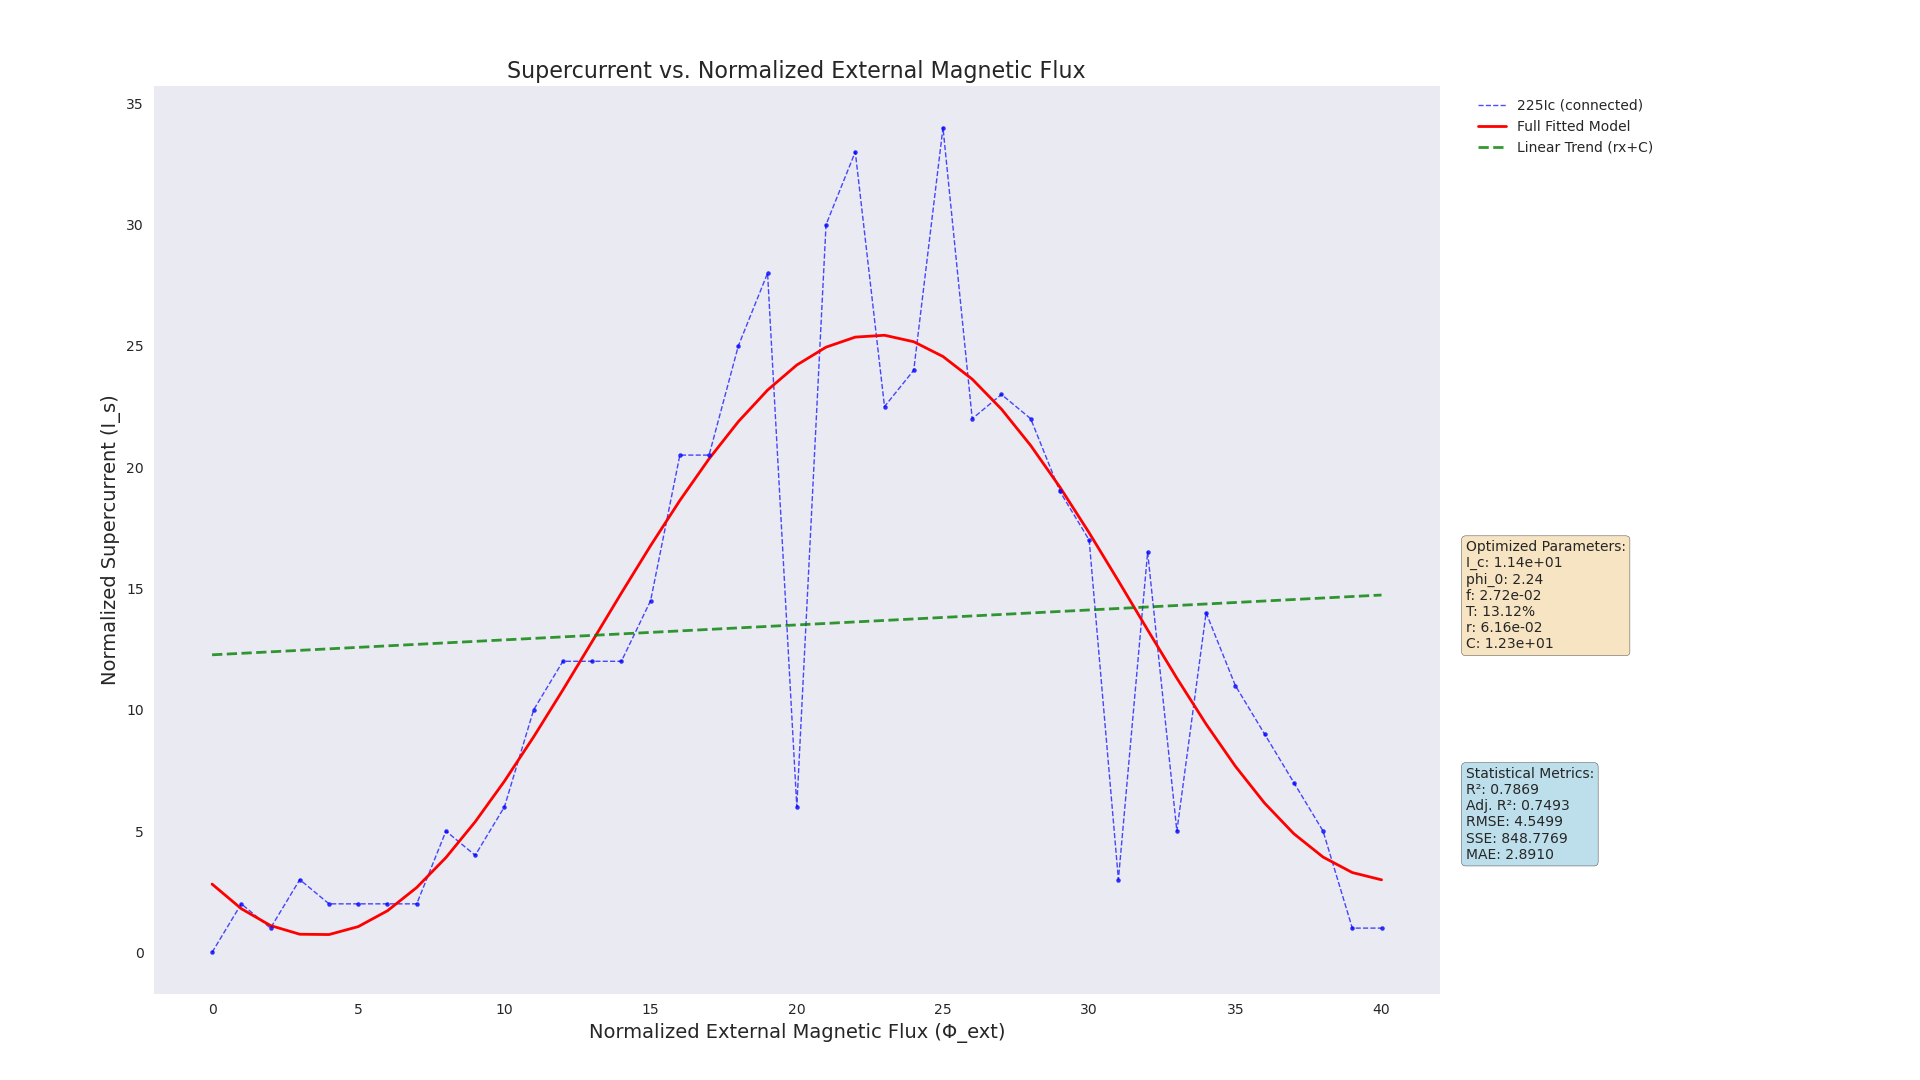 Supercurrent vs. Normalized External Magnetic Flux
35
30
25
20
15
10
5
0
Normalized Supercurrent (I_s)
0 5 10 15 20 25 30 35 40
Normalized External Magnetic Flux (Φ_ext)
225Ic (connected)
Full Fitted Model
Linear Trend (rx+C)
Optimized Parameters:
I_c: 1.14e+01
phi_0: 2.24
f: 2.72e-02
T: 13.12%
r: 6.16e-02
C: 1.23e+01
Statistical Metrics:
R²: 0.7869
Adj. R²: 0.7493
RMSE: 4.5499
SSE: 848.7769
MAE: 2.8910